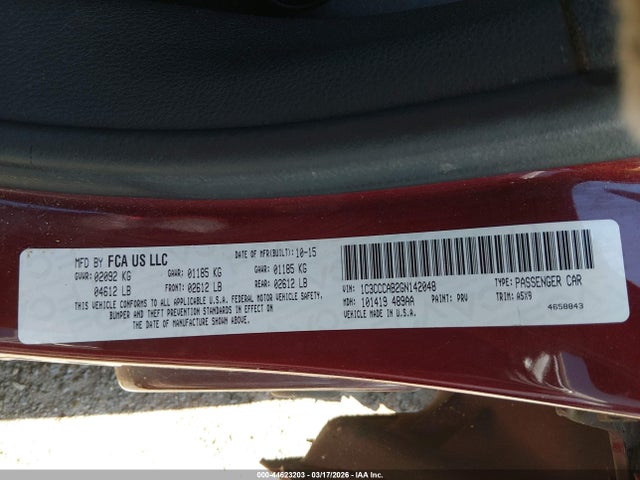 MFD BY FCA US LLC DATE OF MFR(BUILT): 10-15
GVWR: 02092 KG GAWR: 01185 KG GAWR: 01185 KG
04612 LB FRONT: 02612 LB REAR: 02612 LB
THIS VEHICLE CONFORMS TO ALL APPLICABLE U.S.A. FEDERAL MOTOR VEHICLE SAFETY,
BUMPER AND THEFT PREVENTION STANDARDS IN EFFECT ON
THE DATE OF MANUFACTURE SHOWN ABOVE.
VIN: 1C3CCCAB2GN142048 TYPE: PASSENGER CAR
MDH: 101419 489AA PAINT: PRV TRIM: A5X9
VEHICLE MADE IN U.S.A. 4658843
000-44623203 - 03/17/2026 - IAA Inc.